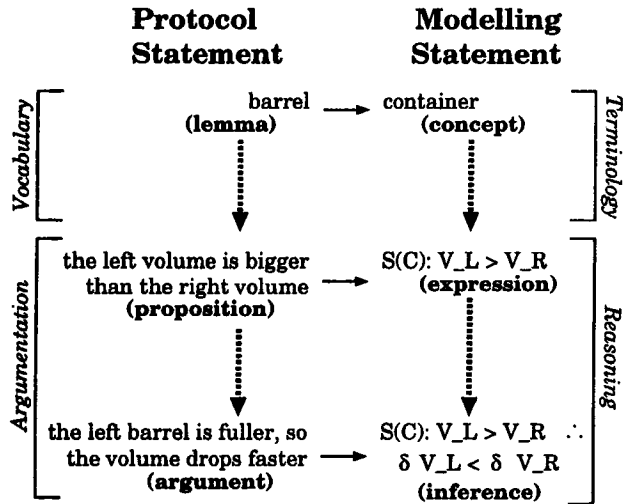 Protocol Statement
Modelling Statement
Vocabulary
barrel
(lemma)
container
(concept)
Terminology
Argumentation
the left volume is bigger
than the right volume
(proposition)
S(C): V_L > V_R
(expression)
Reasoning
the left barrel is fuller, so
the volume drops faster
(argument)
S(C): V_L > V_R ∴
δ V_L < δ V_R
(inference)